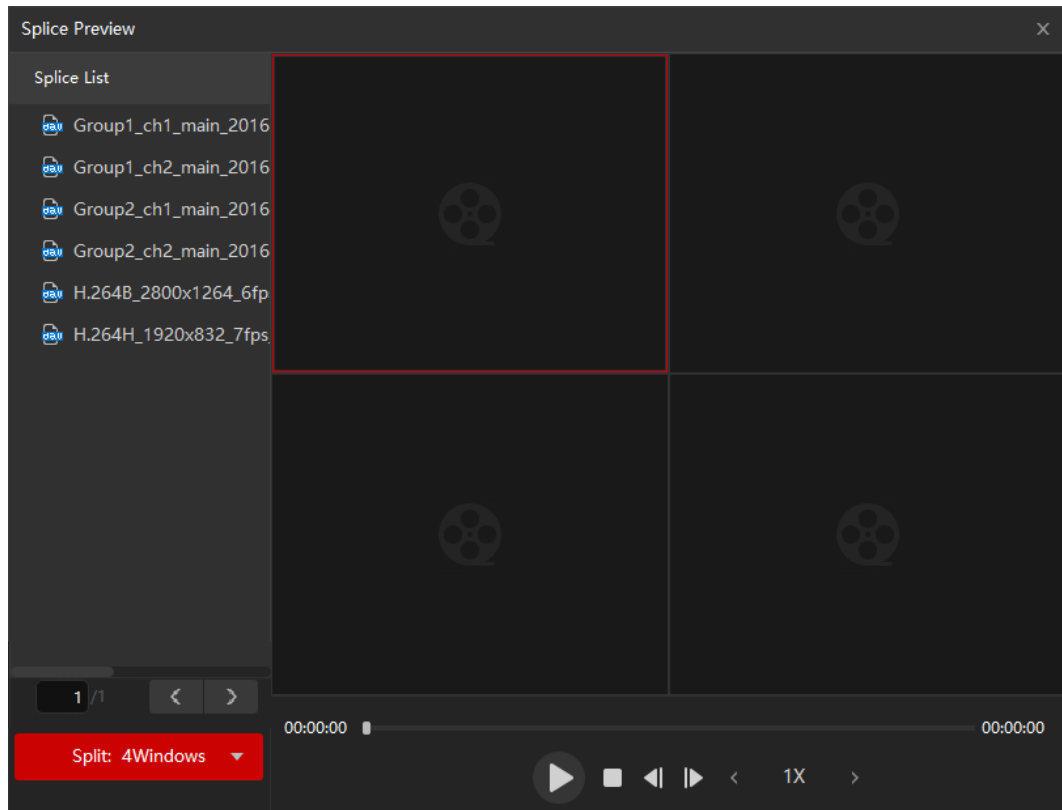 Splice Preview
Splice List
Group1_ch1_main_2016
Group1_ch2_main_2016
Group2_ch1_main_2016
Group2_ch2_main_2016
H.264B_2800x1264_6fp
H.264H_1920x832_7fps_
1 /1
Split: 4Windows
00:00:00
00:00:00
1X